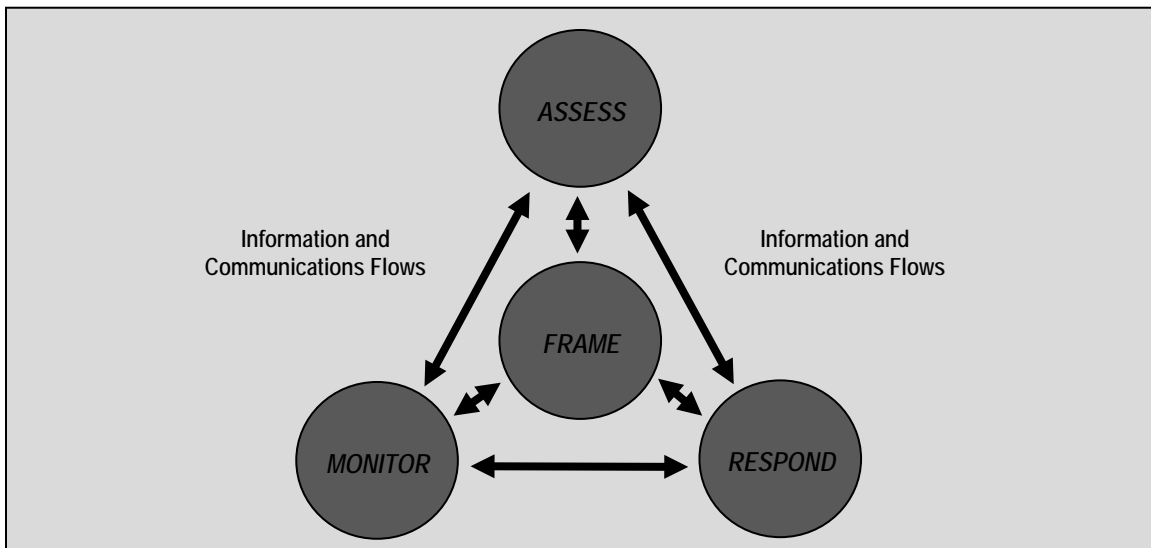 ASSESS
Information and
Communications Flows
Information and
Communications Flows
FRAME
MONITOR
RESPOND